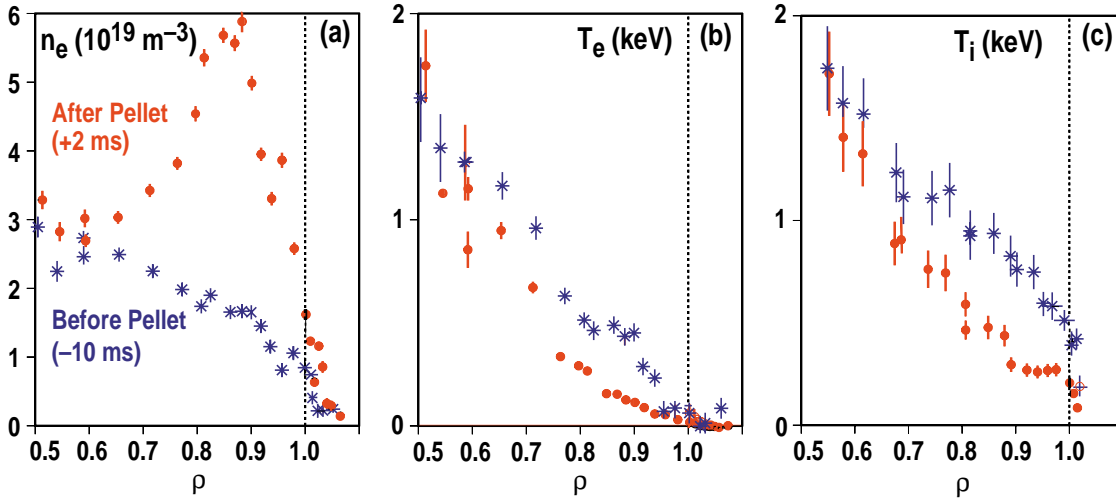 n_e (10^19 m^−3)
(a)
After Pellet
(+2 ms)
Before Pellet
(−10 ms)
6
5
4
3
2
1
0
0.5 0.6 0.7 0.8 0.9 1.0
ρ
T_e (keV)
(b)
2
1
0
0.5 0.6 0.7 0.8 0.9 1.0
ρ
T_i (keV)
(c)
2
1
0
0.5 0.6 0.7 0.8 0.9 1.0
ρ